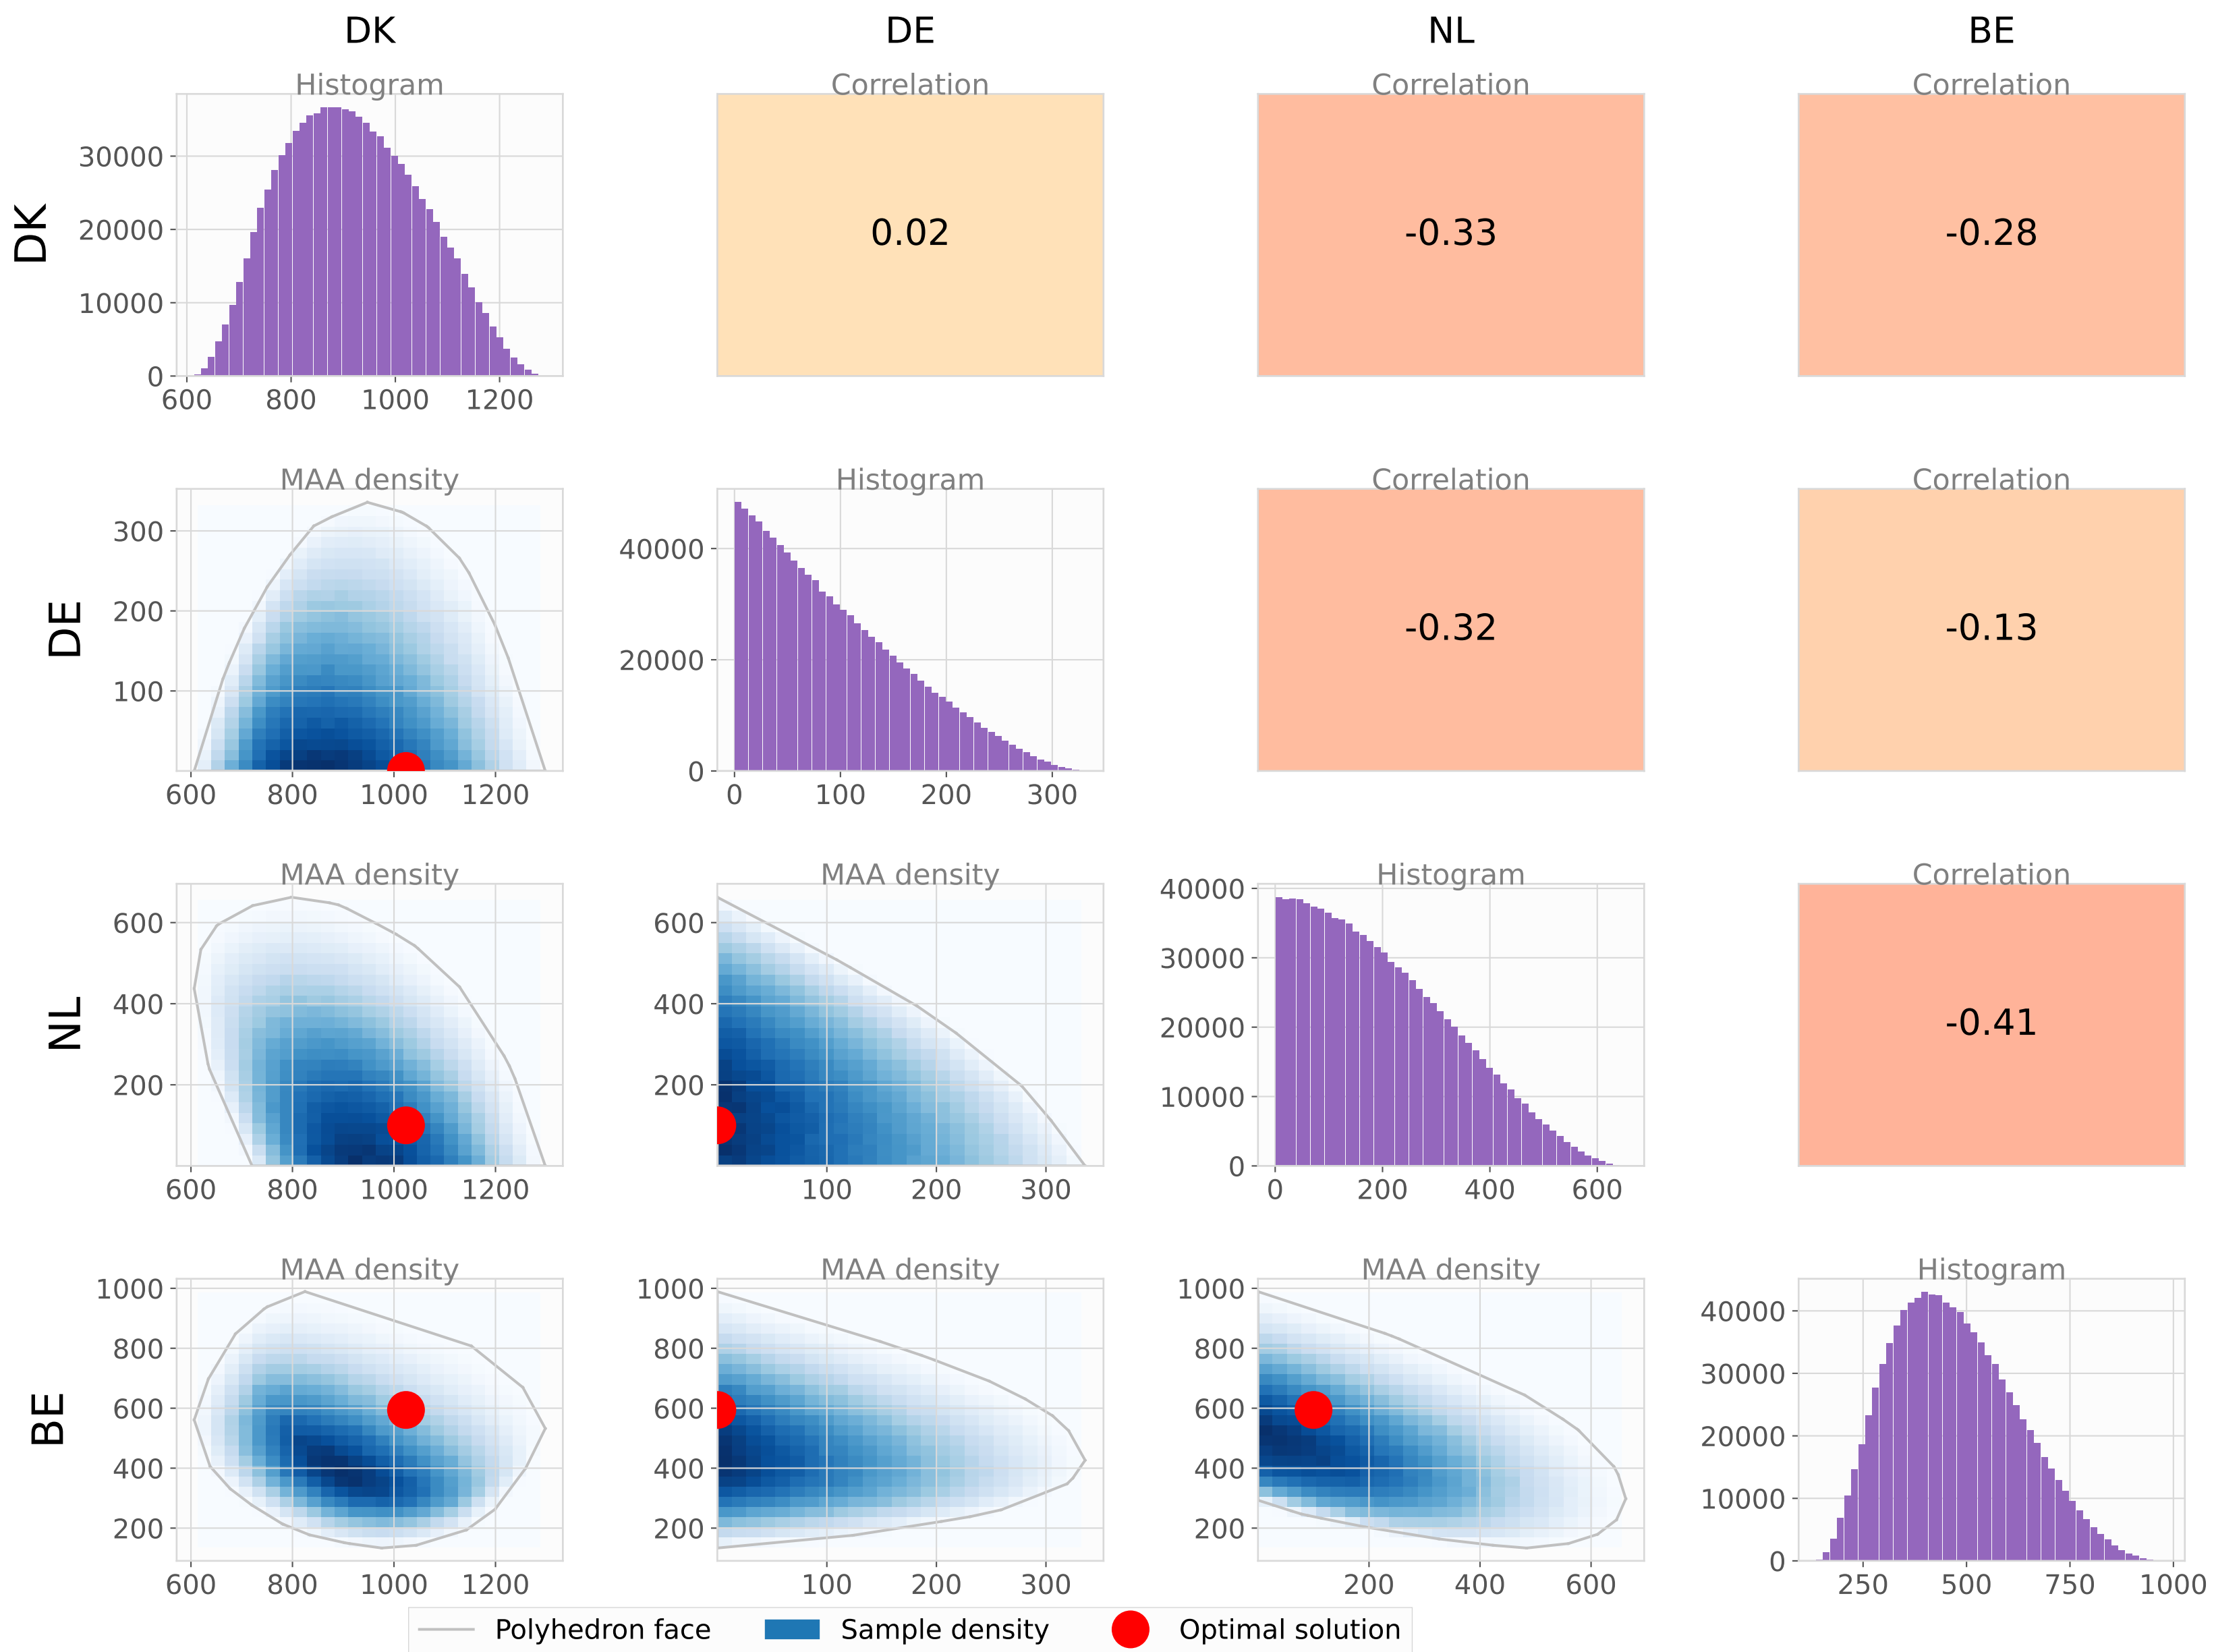 DK DE NL BE
Histogram Correlation Correlation Correlation
DK
30000
20000
10000
0
600 800 1000 1200
0.02
-0.33
-0.28
MAA density Histogram Correlation Correlation
DE
300
200
100
600 800 1000 1200
40000
20000
0
0 100 200 300
-0.32
-0.13
MAA density MAA density Histogram Correlation
NL
600
400
200
600 800 1000 1200
600
400
200
100 200 300
40000
30000
20000
10000
0
0 200 400 600
-0.41
MAA density MAA density MAA density Histogram
BE
1000
800
600
400
200
600 800 1000 1200
1000
800
600
400
200
100 200 300
1000
800
600
400
200
200 400 600
40000
30000
20000
10000
0
250 500 750 1000
Polyhedron face Sample density Optimal solution